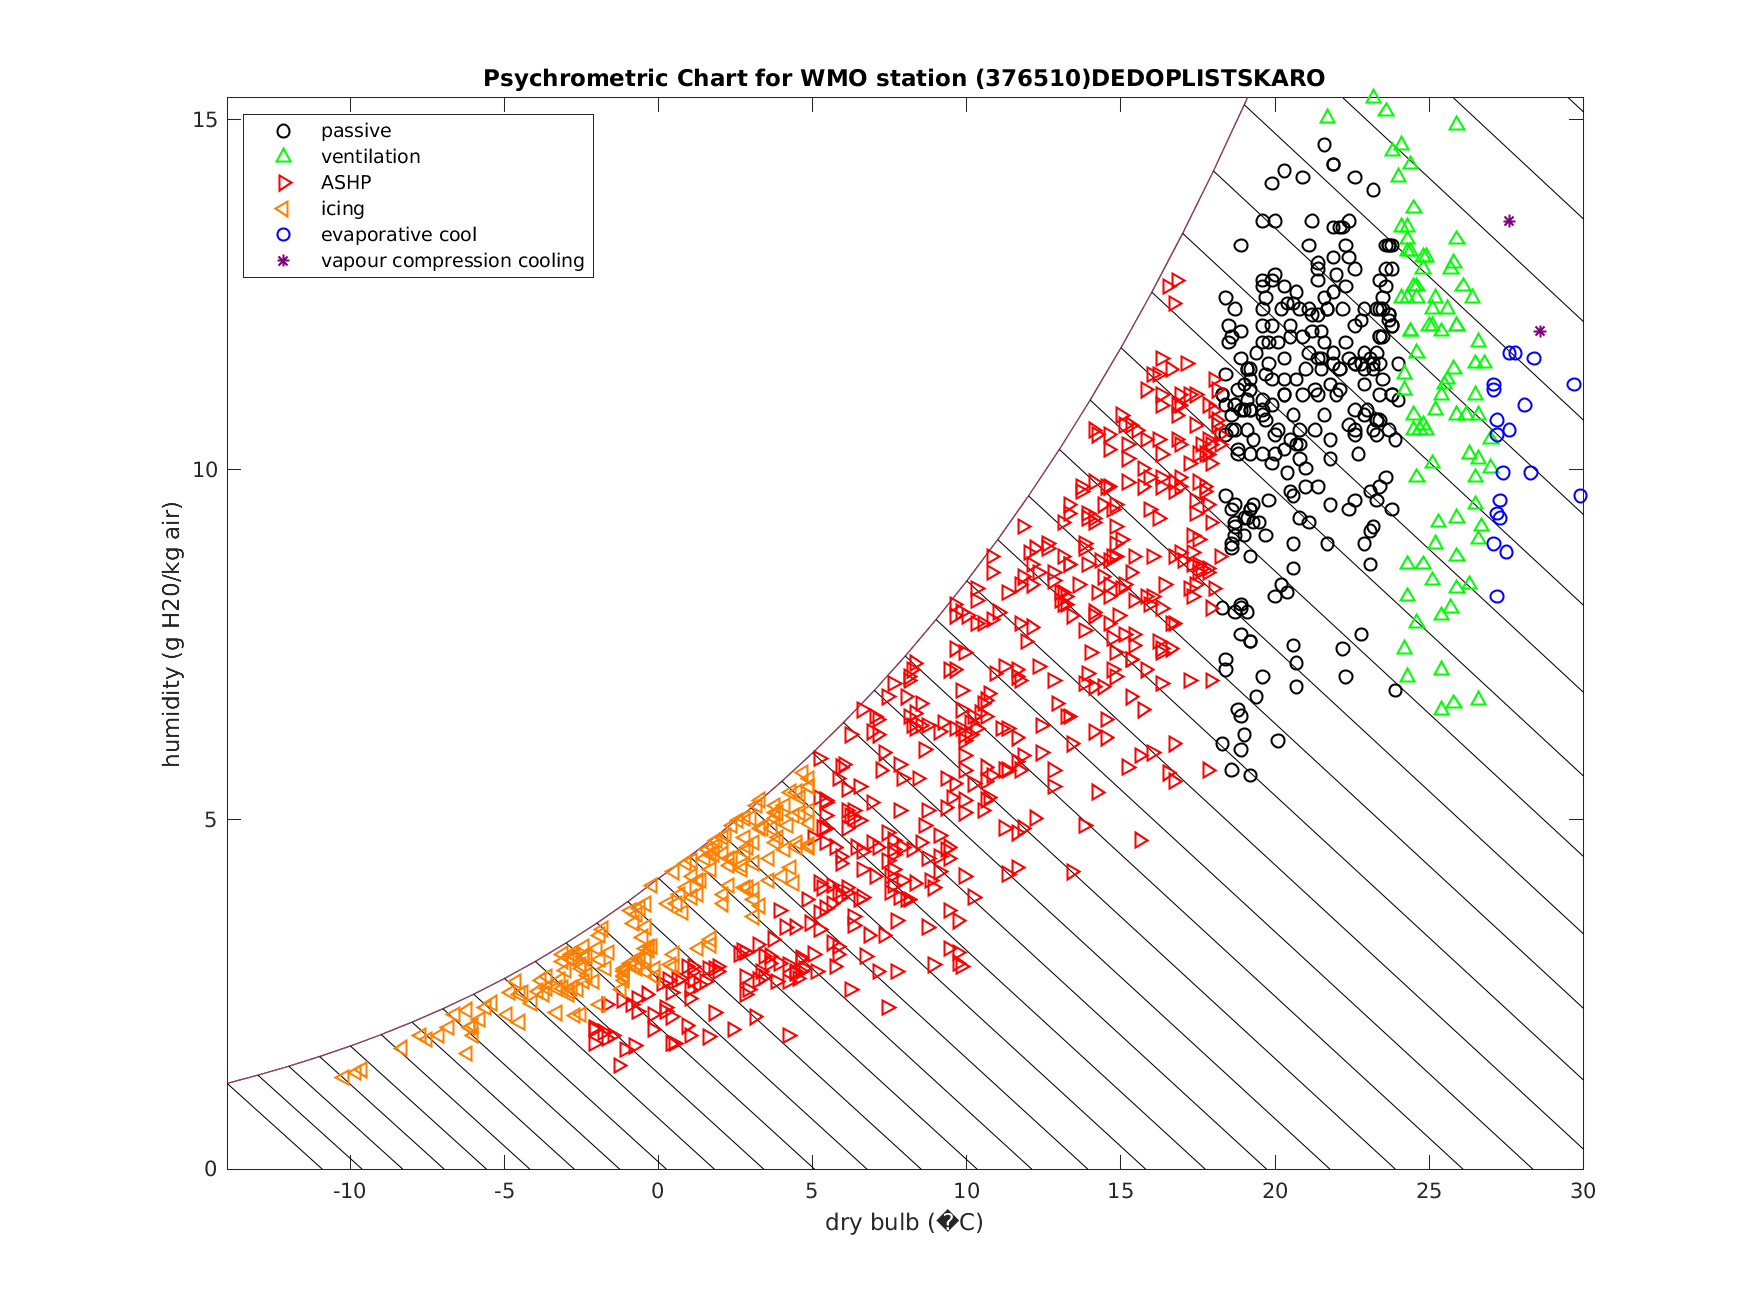 Psychrometric Chart for WMO station (376510)DEDOPLISTSKARO
passive
ventilation
ASHP
icing
evaporative cool
vapour compression cooling
humidity (g H20/kg air)
15
10
5
0
-10 -5 0 5 10 15 20 25 30
dry bulb (�C)